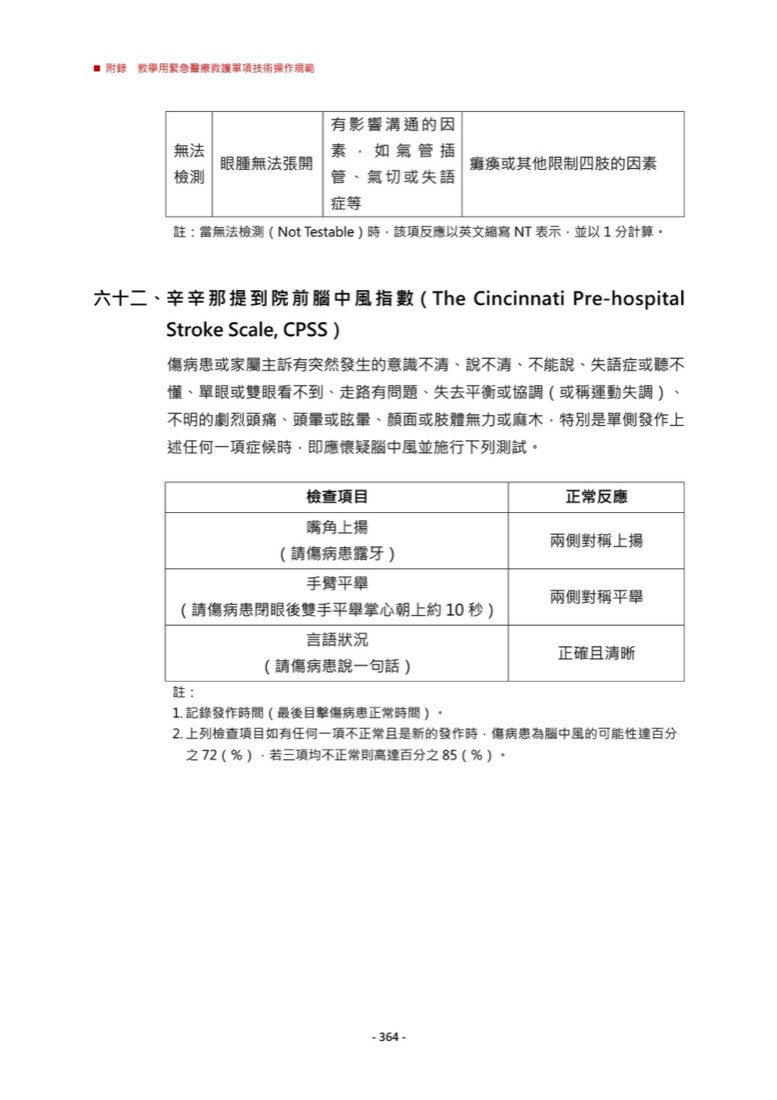 ■ 附錄　教學用緊急醫療救護單項技術操作規範
無法
檢測
眼腫無法張開
有影響溝通的因
素，如氣管插
管、氣切或失語
症等
癱瘓或其他限制四肢的因素
註：當無法檢測（Not Testable）時，該項反應以英文縮寫 NT 表示，並以 1 分計算。
六十二、辛辛那提到院前腦中風指數（The Cincinnati Pre-hospital
Stroke Scale, CPSS）
傷病患或家屬主訴有突然發生的意識不清、說不清、不能說、失語症或聽不
懂、單眼或雙眼看不到、走路有問題、失去平衡或協調（或稱運動失調）、
不明的劇烈頭痛、頭暈或眩暈、顏面或肢體無力或麻木，特別是單側發作上
述任何一項症候時，即應懷疑腦中風並施行下列測試。
檢查項目
正常反應
嘴角上揚
（請傷病患露牙）
兩側對稱上揚
手臂平舉
（請傷病患閉眼後雙手平舉掌心朝上約 10 秒）
兩側對稱平舉
言語狀況
（請傷病患說一句話）
正確且清晰
註：
1. 記錄發作時間（最後目擊傷病患正常時間）。
2. 上列檢查項目如有任何一項不正常且是新的發作時，傷病患為腦中風的可能性達百分
之 72（%），若三項均不正常則高達百分之 85（%）。
- 364 -